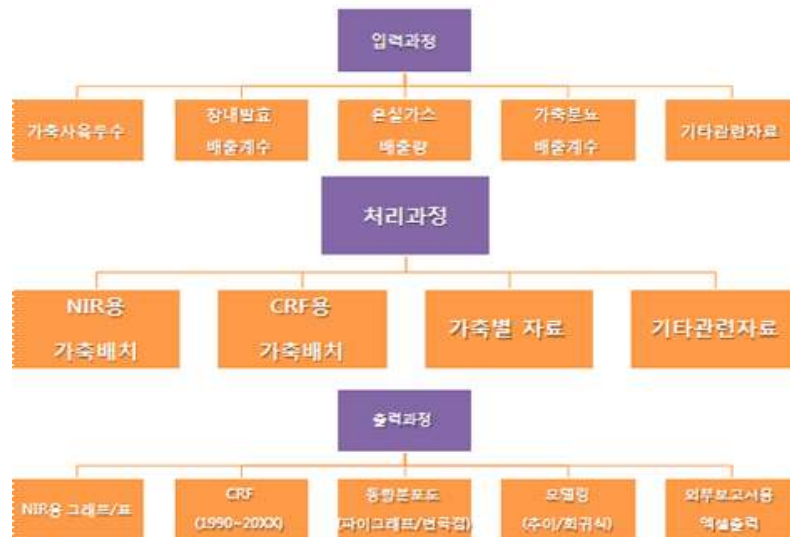 입력과정
가축사육두수
장내발효
배출계수
온실가스
배출량
가축분뇨
배출계수
기타관련자료
처리과정
NIR용
가축배치
CRF용
가축배치
가축별 자료
기타관련자료
출력과정
NIR용 그래프/표
CRF
(1990~20XX)
통합분포도
(파이그래프/변곡점)
모델링
(추이/회귀식)
외부보고서용
엑셀출력